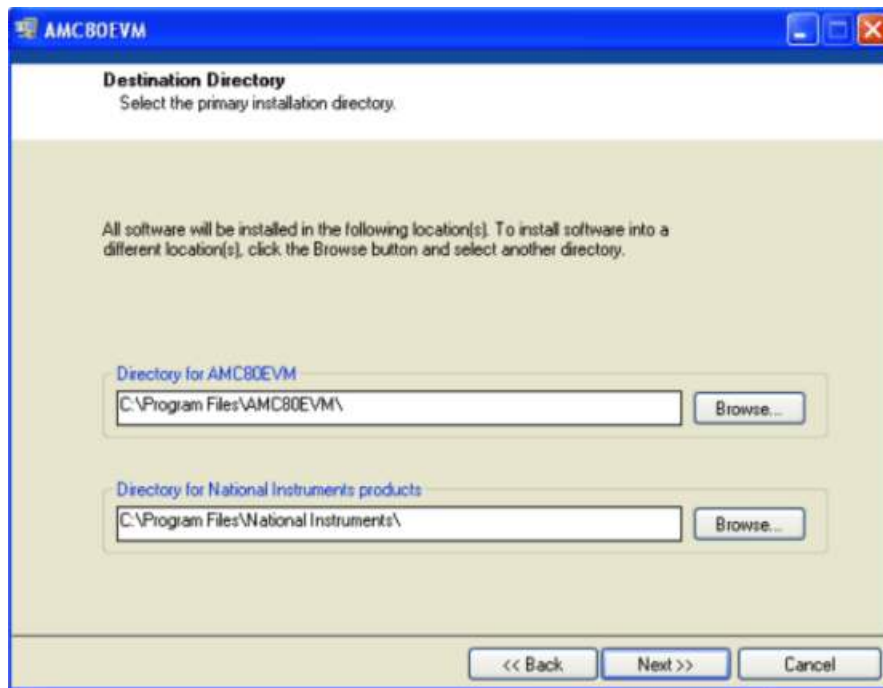 AMC80EVM
Destination Directory
Select the primary installation directory.
All software will be installed in the following location(s). To install software into a
different location(s), click the Browse button and select another directory.
Directory for AMC80EVM
C:\Program Files\AMC80EVM\
Browse...
Directory for National Instruments products
C:\Program Files\National Instruments\
Browse...
<< Back
Next >>
Cancel